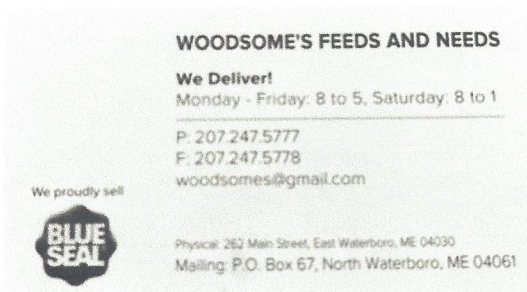 WOODSOME'S FEEDS AND NEEDS
We Deliver!
Monday - Friday: 8 to 5, Saturday: 8 to 1
P: 207.247.5777
F: 207.247.5778
woodsomes@gmail.com
We proudly sell
BLUE
SEAL
Physical: 262 Main Street, East Waterboro, ME 04030
Mailing: P.O. Box 67, North Waterboro, ME 04061